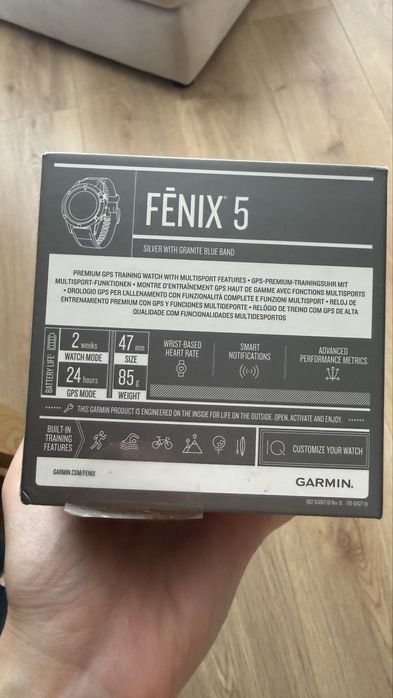 FĒNIX® 5
SILVER WITH GRANITE BLUE BAND
PREMIUM GPS TRAINING WATCH WITH MULTISPORT FEATURES • GPS-PREMIUM-TRAININGSUHR MIT
MULTISPORT-FUNKTIONEN • MONTRE D'ENTRAÎNEMENT GPS HAUT DE GAMME AVEC FONCTIONS MULTISPORTS
• OROLOGIO GPS PER L'ALLENAMENTO CON FUNZIONALITÀ COMPLETE E FUNZIONI MULTISPORT • RELOJ DE
ENTRENAMIENTO PREMIUM CON GPS Y FUNCIONES MULTIDEPORTE • RELÓGIO DE TREINO COM GPS DE ALTA
QUALIDADE COM FUNCIONALIDADES MULTIDESPORTOS
BATTERY LIFE
2 weeks
WATCH MODE
24 hours
GPS MODE
47 mm
SIZE
85 g
WEIGHT
WRIST-BASED
HEART RATE
SMART
NOTIFICATIONS
ADVANCED
PERFORMANCE METRICS
THIS GARMIN PRODUCT IS ENGINEERED ON THE INSIDE FOR LIFE ON THE OUTSIDE. OPEN, ACTIVATE AND ENJOY.
BUILT-IN
TRAINING
FEATURES
IQ CUSTOMIZE YOUR WATCH
GARMIN.COM/FENIX
GARMIN.